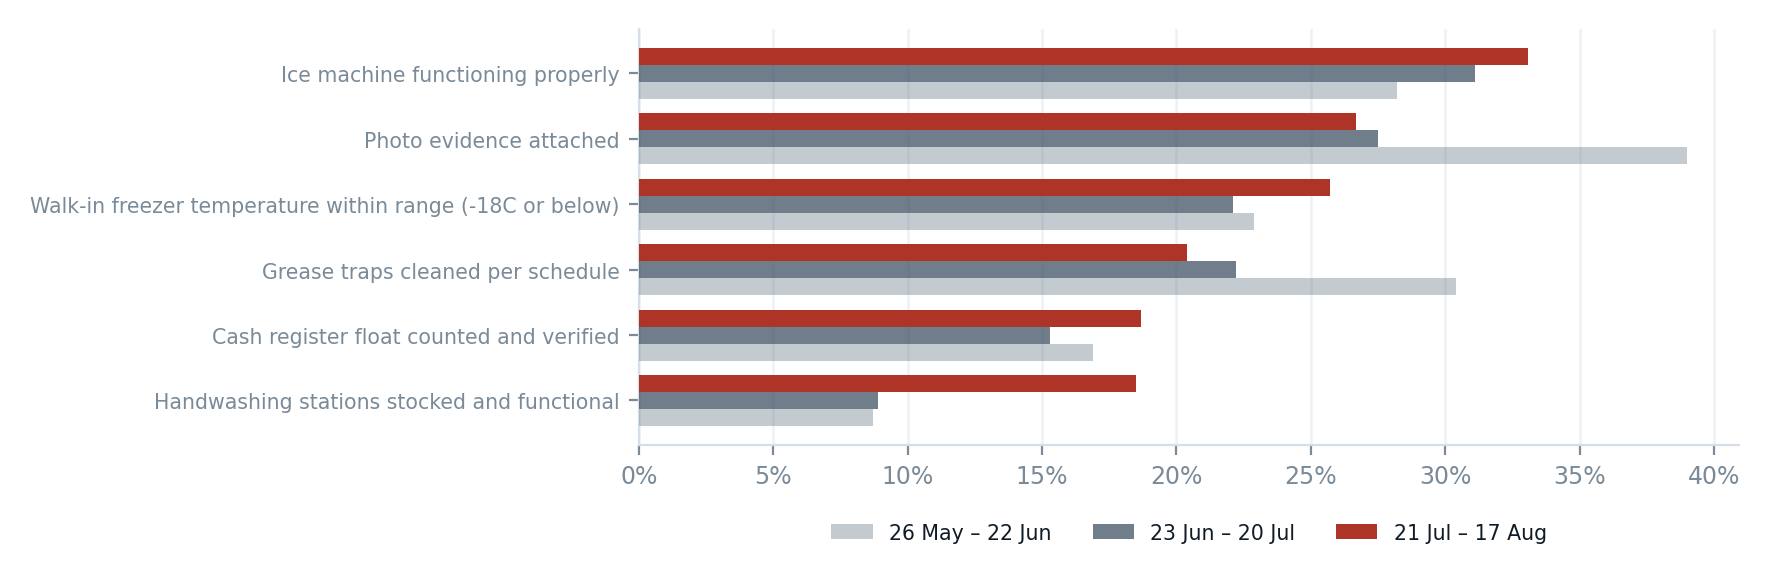 Ice machine functioning properly
Photo evidence attached
Walk-in freezer temperature within range (-18C or below)
Grease traps cleaned per schedule
Cash register float counted and verified
Handwashing stations stocked and functional
0% 5% 10% 15% 20% 25% 30% 35% 40%
26 May – 22 Jun 23 Jun – 20 Jul 21 Jul – 17 Aug